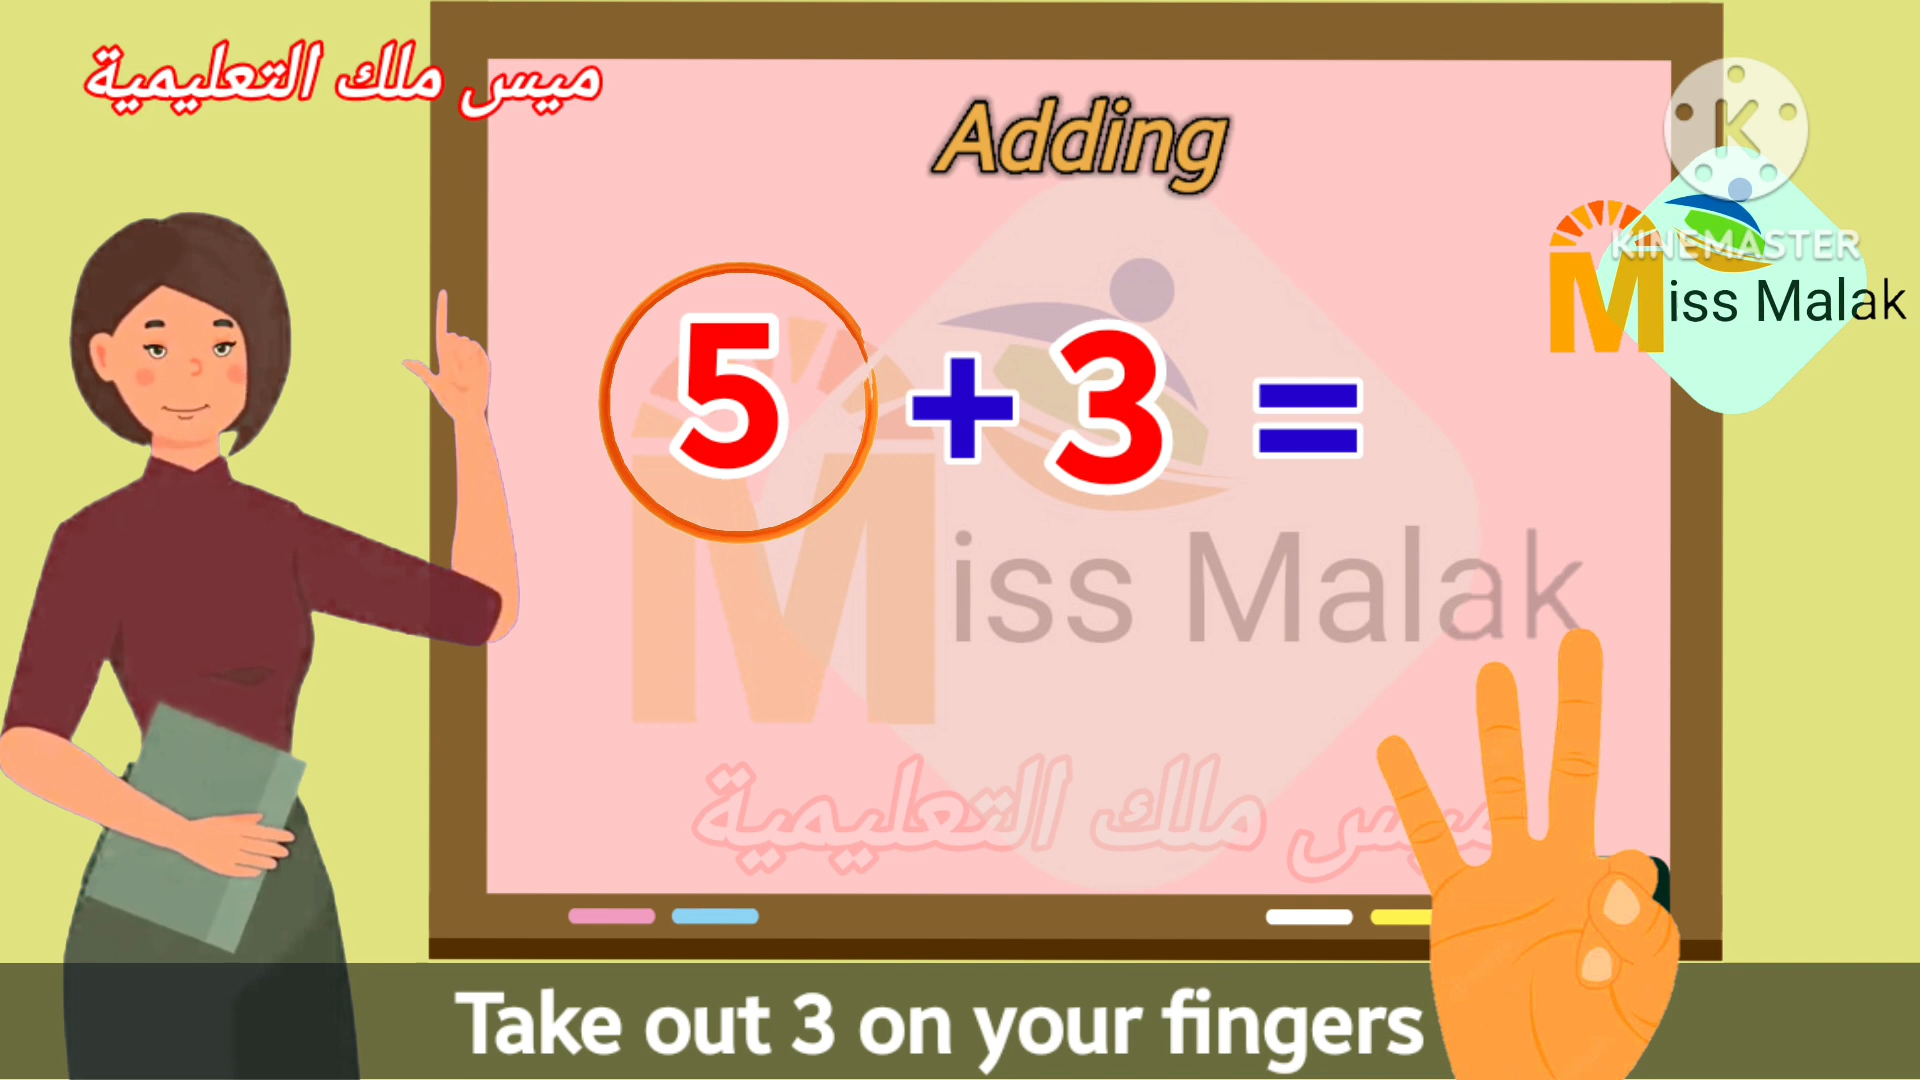 ميس ملك التعليمية
Adding
K
KINEMASTER
Miss Malak
5 + 3 =
Miss Malak
ميس ملك التعليمية
Take out 3 on your fingers